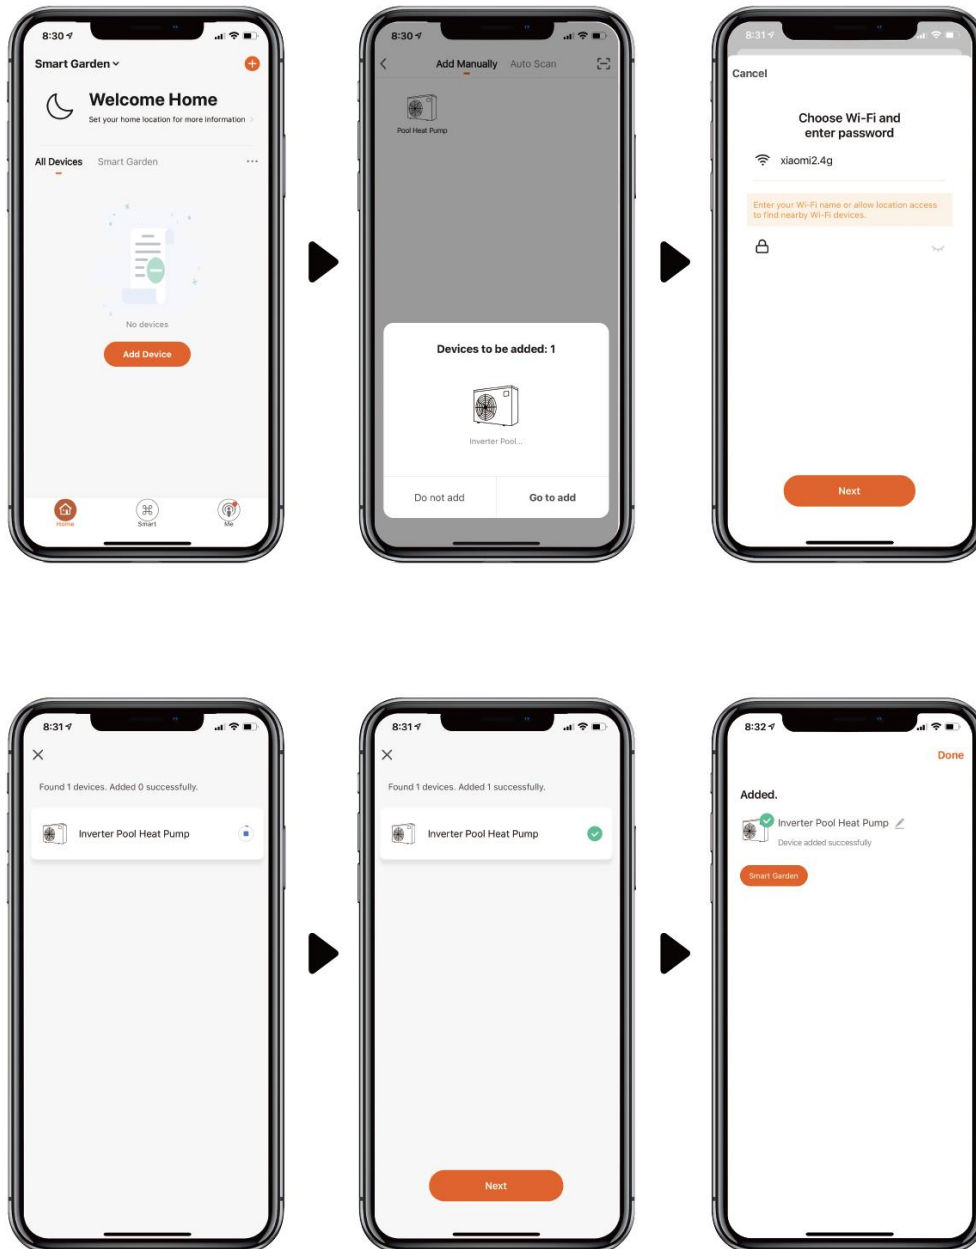 8:30
Smart Garden
Welcome Home
Set your home location for more information
All Devices Smart Garden
No devices
Add Device
Home Smart Me
8:30
Add Manually Auto Scan
Pool Heat Pump
Devices to be added: 1
Inverter Pool...
Do not add Go to add
8:31
Cancel
Choose Wi-Fi and
enter password
xiaomi2.4g
Enter your Wi-Fi name or allow location access
to find nearby Wi-Fi devices.
Next
8:31
Found 1 devices. Added 0 successfully.
Inverter Pool Heat Pump
8:31
Found 1 devices. Added 1 successfully.
Inverter Pool Heat Pump
Next
8:32
Done
Added.
Inverter Pool Heat Pump
Device added successfully
Smart Garden